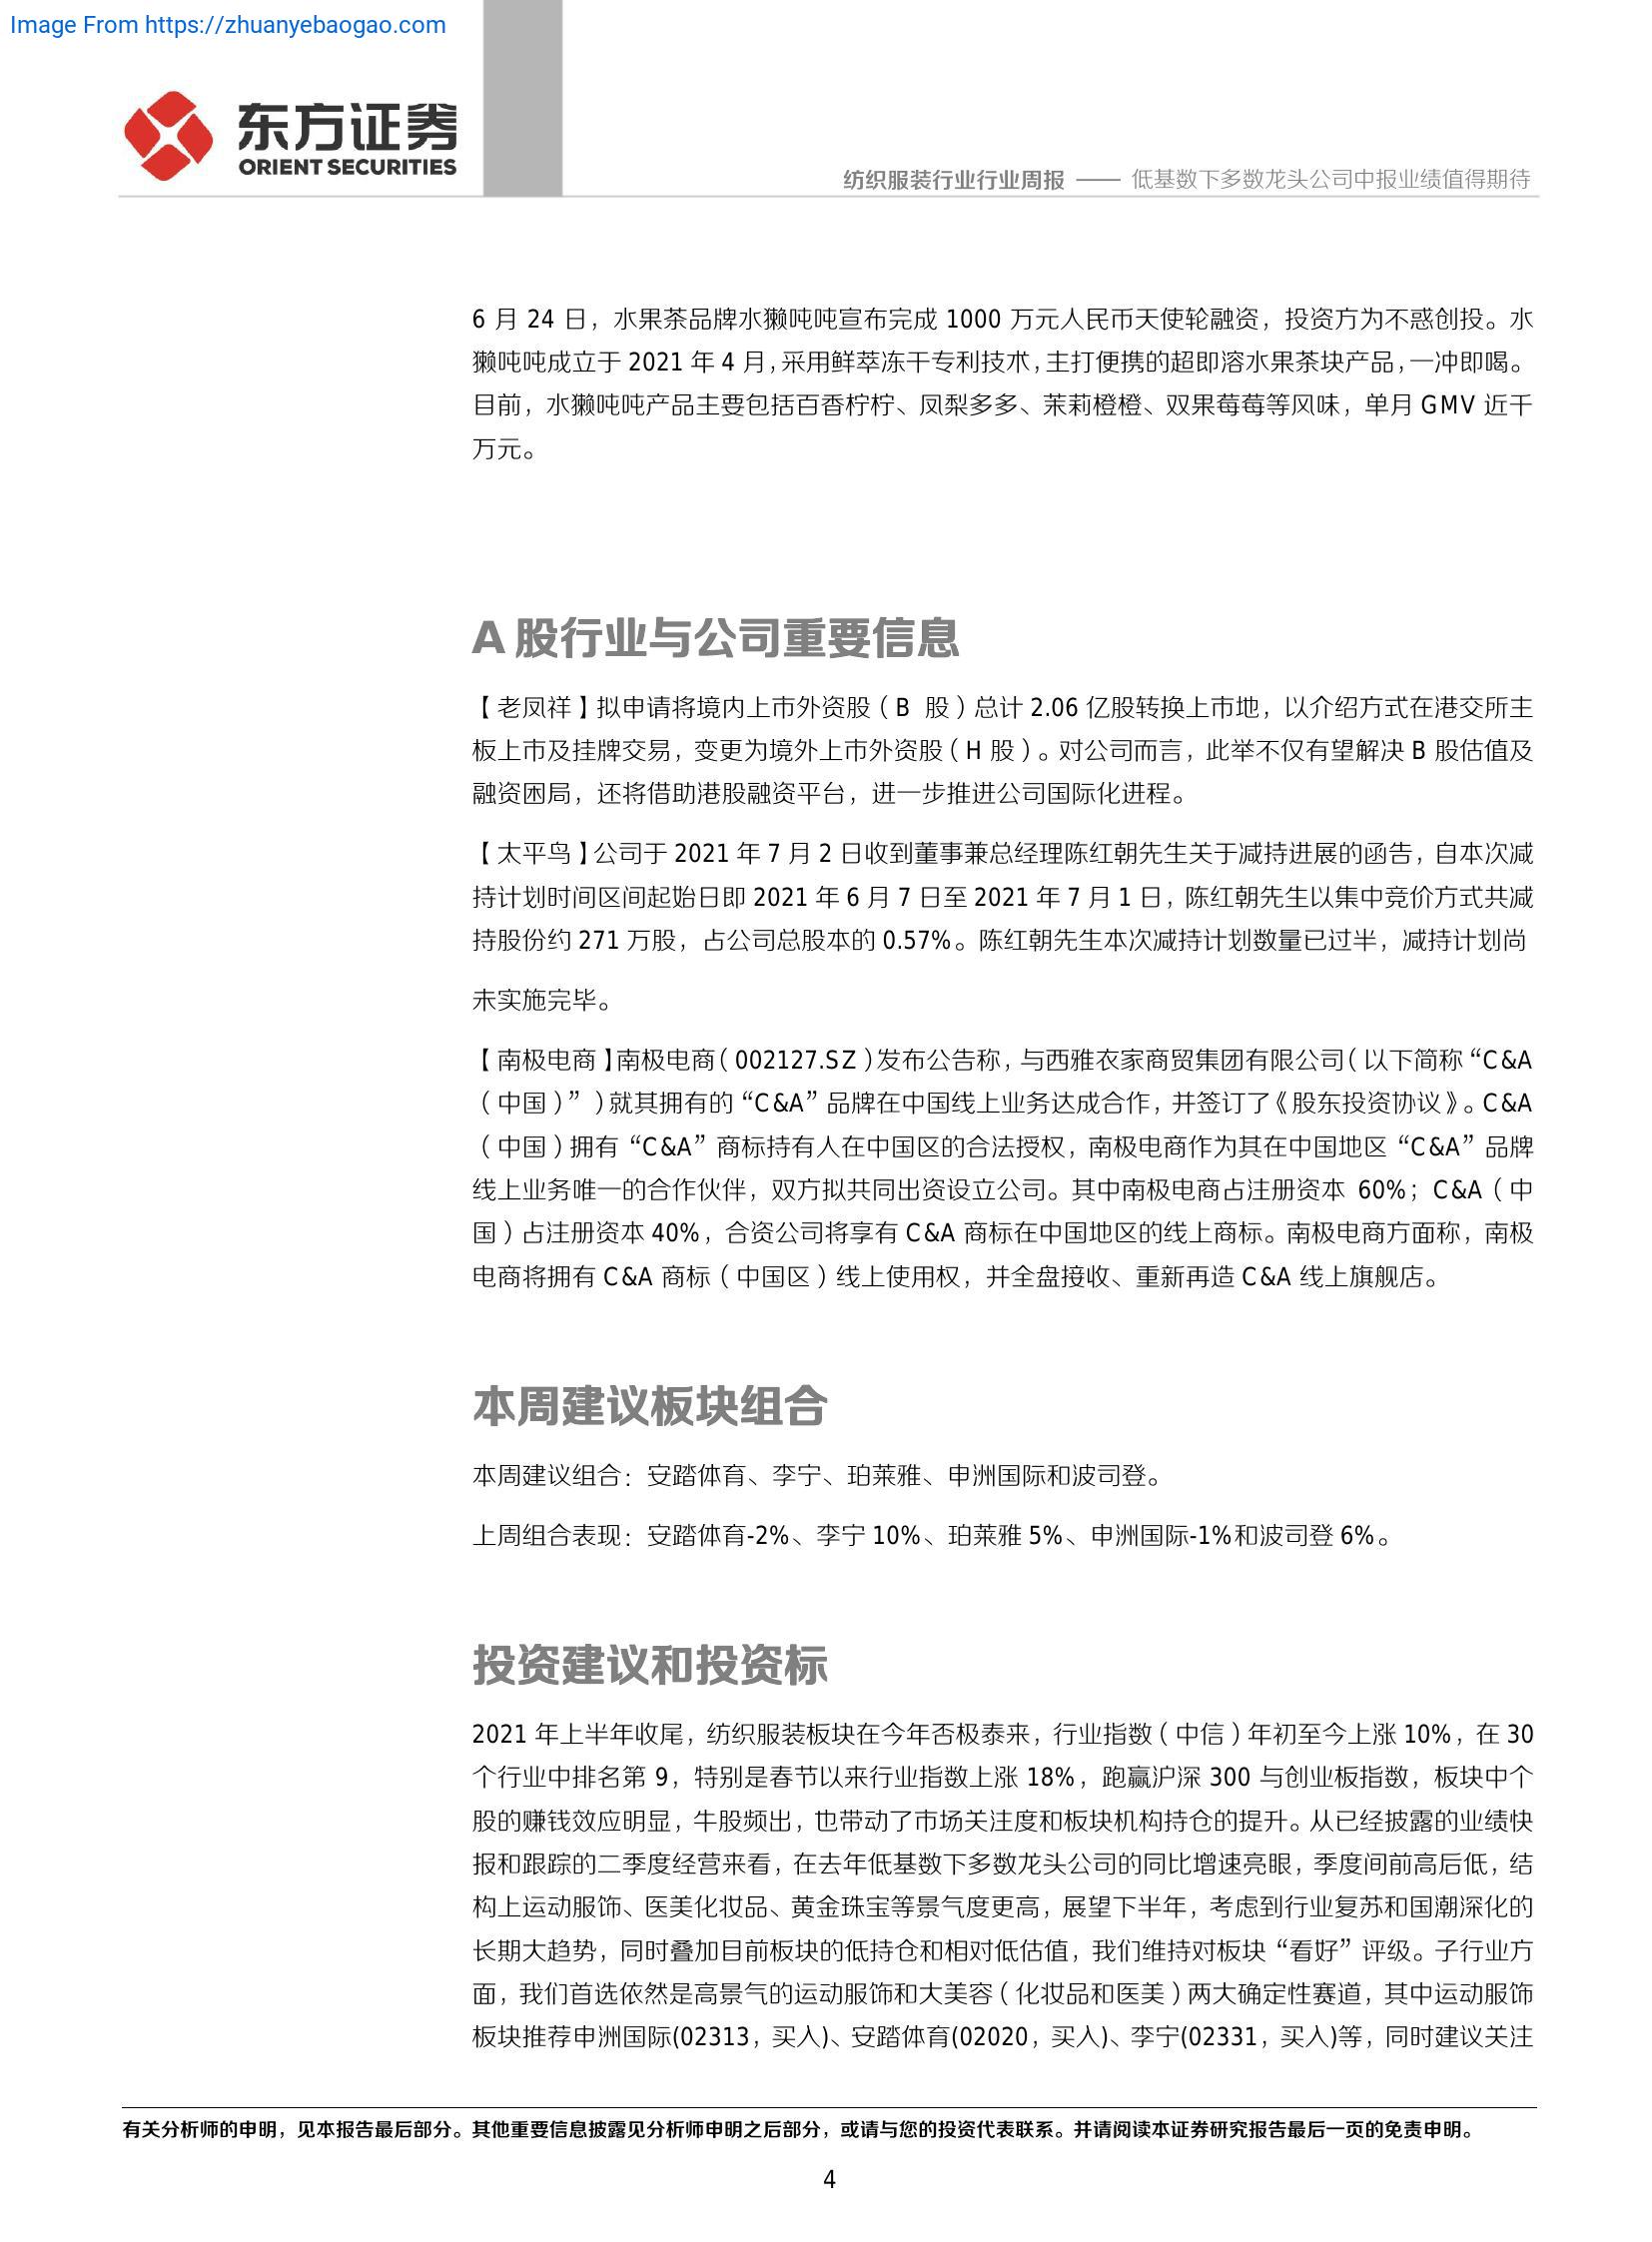 Image From https://zhuanyebaogao.com
东方证券
ORIENT SECURITIES
纺织服装行业行业周报 —— 低基数下多数龙头公司中报业绩值得期待
6 月 24 日，水果茶品牌水獭吨吨宣布完成 1000 万元人民币天使轮融资，投资方为不惑创投。水
獭吨吨成立于 2021 年 4 月，采用鲜萃冻干专利技术，主打便携的超即溶水果茶块产品，一冲即喝。
目前，水獭吨吨产品主要包括百香柠柠、凤梨多多、茉莉橙橙、双果莓莓等风味，单月 GMV 近千
万元。
A 股行业与公司重要信息
【老凤祥】拟申请将境内上市外资股（B 股）总计 2.06 亿股转换上市地，以介绍方式在港交所主
板上市及挂牌交易，变更为境外上市外资股（H 股）。对公司而言，此举不仅有望解决 B 股估值及
融资困局，还将借助港股融资平台，进一步推进公司国际化进程。
【太平鸟】公司于 2021 年 7 月 2 日收到董事兼总经理陈红朝先生关于减持进展的函告，自本次减
持计划时间区间起始日即 2021 年 6 月 7 日至 2021 年 7 月 1 日，陈红朝先生以集中竞价方式共减
持股份约 271 万股，占公司总股本的 0.57%。陈红朝先生本次减持计划数量已过半，减持计划尚
未实施完毕。
【南极电商】南极电商（002127.SZ）发布公告称，与西雅衣家商贸集团有限公司（以下简称“C&A
（中国）”）就其拥有的“C&A”品牌在中国线上业务达成合作，并签订了《股东投资协议》。C&A
（中国）拥有“C&A”商标持有人在中国区的合法授权，南极电商作为其在中国地区“C&A”品牌
线上业务唯一的合作伙伴，双方拟共同出资设立公司。其中南极电商占注册资本 60%；C&A（中
国）占注册资本 40%，合资公司将享有 C&A 商标在中国地区的线上商标。南极电商方面称，南极
电商将拥有 C&A 商标（中国区）线上使用权，并全盘接收、重新再造 C&A 线上旗舰店。
本周建议板块组合
本周建议组合：安踏体育、李宁、珀莱雅、申洲国际和波司登。
上周组合表现：安踏体育-2%、李宁 10%、珀莱雅 5%、申洲国际-1%和波司登 6%。
投资建议和投资标
2021 年上半年收尾，纺织服装板块在今年否极泰来，行业指数（中信）年初至今上涨 10%，在 30
个行业中排名第 9，特别是春节以来行业指数上涨 18%，跑赢沪深 300 与创业板指数，板块中个
股的赚钱效应明显，牛股频出，也带动了市场关注度和板块机构持仓的提升。从已经披露的业绩快
报和跟踪的二季度经营来看，在去年低基数下多数龙头公司的同比增速亮眼，季度间前高后低，结
构上运动服饰、医美化妆品、黄金珠宝等景气度更高，展望下半年，考虑到行业复苏和国潮深化的
长期大趋势，同时叠加目前板块的低持仓和相对低估值，我们维持对板块“看好”评级。子行业方
面，我们首选依然是高景气的运动服饰和大美容（化妆品和医美）两大确定性赛道，其中运动服饰
板块推荐申洲国际(02313，买入)、安踏体育(02020，买入)、李宁(02331，买入)等，同时建议关注
有关分析师的申明，见本报告最后部分。其他重要信息披露见分析师申明之后部分，或请与您的投资代表联系。并请阅读本证券研究报告最后一页的免责申明。
4